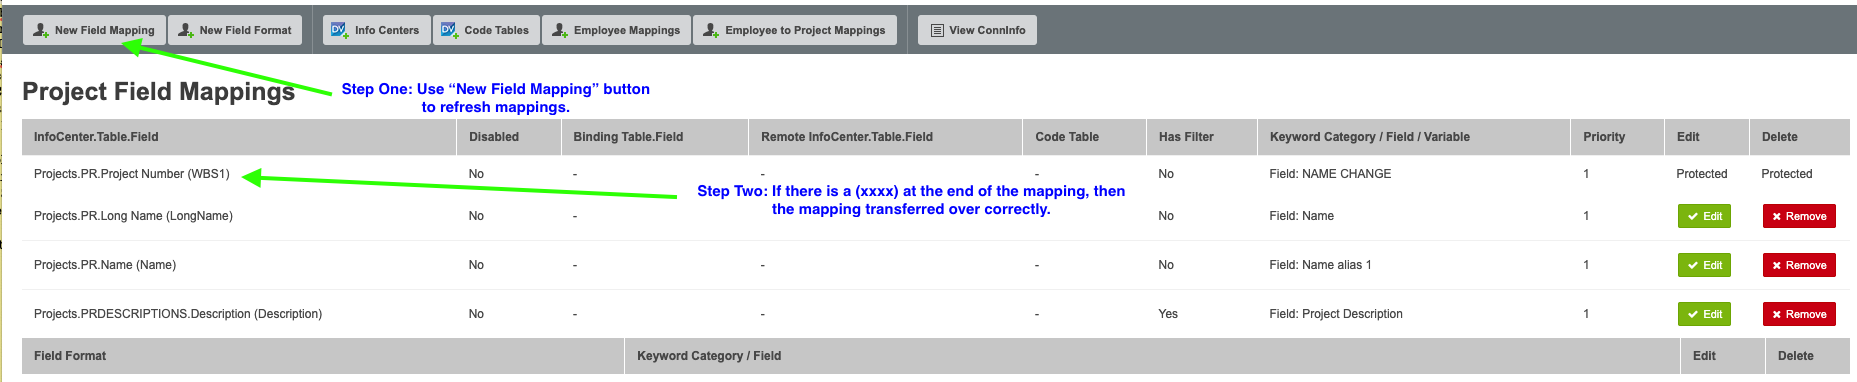 New Field Mapping New Field Format Info Centers Code Tables Employee Mappings Employee to Project Mappings View ConnInfo
Step One: Use “New Field Mapping” button
to refresh mappings.
Project Field Mappings
InfoCenter.Table.Field Disabled Binding Table.Field Remote InfoCenter.Table.Field Code Table Has Filter Keyword Category / Field / Variable Priority Edit Delete
Projects.PR.Project Number (WBS1) No - - - No Field: NAME CHANGE 1 Protected Protected
Step Two: If there is a (xxxx) at the end of the mapping, then
the mapping transferred over correctly.
Projects.PR.Long Name (LongName) No - No Field: Name 1 Edit Remove
Projects.PR.Name (Name) No - - - No Field: Name alias 1 1 Edit Remove
Projects.PRDESCRIPTIONS.Description (Description) No - - - Yes Field: Project Description 1 Edit Remove
Field Format Keyword Category / Field Edit Delete